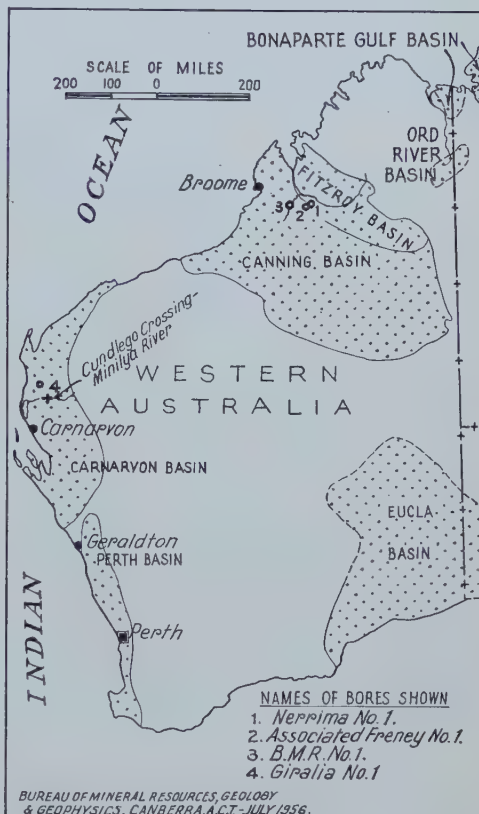 BONAPARTE GULF BASIN
SCALE OF MILES
200 100 0 200
OCEAN
ORD
RIVER
BASIN
Broome
FITZROY BASIN
3 2 1
CANNING BASIN
Cundlego Crossing-
Minilya River
4
WESTERN
AUSTRALIA
Carnarvon
CARNARVON BASIN
EUCLA
BASIN
Geraldton
PERTH BASIN
INDIAN
Perth
NAMES OF BORES SHOWN
1. Nerrima No.1.
2. Associated Freney No.1.
3. B.M.R. No.1.
4. Giralia No.1
BUREAU OF MINERAL RESOURCES, GEOLOGY
& GEOPHYSICS, CANBERRA. A.C.T.-JULY 1956.